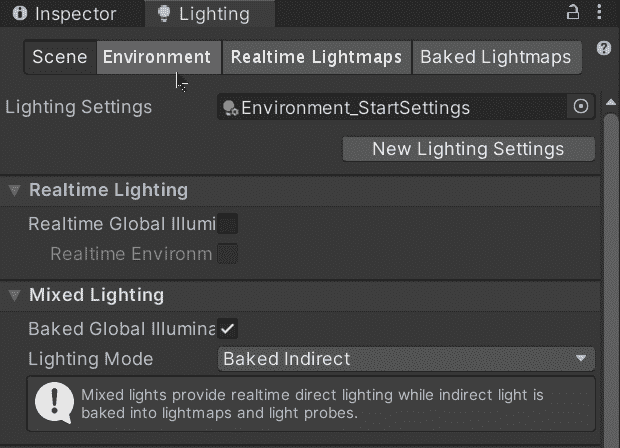 Inspector Lighting
Scene Environment Realtime Lightmaps Baked Lightmaps
Lighting Settings Environment_StartSettings
New Lighting Settings
Realtime Lighting
Realtime Global Illumi
Realtime Environm
Mixed Lighting
Baked Global Illumina
Lighting Mode Baked Indirect
Mixed lights provide realtime direct lighting while indirect light is
baked into lightmaps and light probes.